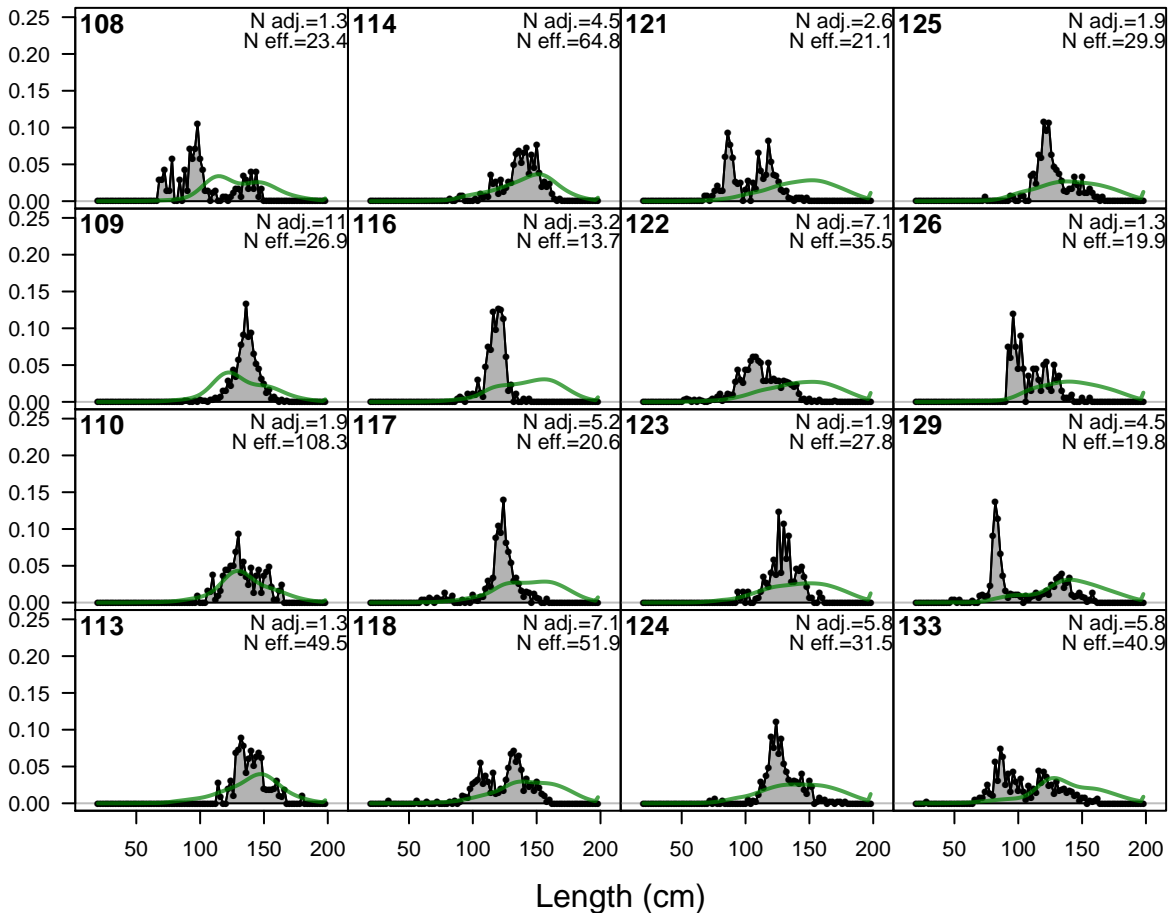 0.25
0.20
0.15
0.10
0.05
0.00
108
N adj.=1.3
N eff.=23.4
114
N adj.=4.5
N eff.=64.8
121
N adj.=2.6
N eff.=21.1
125
N adj.=1.9
N eff.=29.9
0.25
0.20
0.15
0.10
0.05
0.00
109
N adj.=11
N eff.=26.9
116
N adj.=3.2
N eff.=13.7
122
N adj.=7.1
N eff.=35.5
126
N adj.=1.3
N eff.=19.9
0.25
0.20
0.15
0.10
0.05
0.00
110
N adj.=1.9
N eff.=108.3
117
N adj.=5.2
N eff.=20.6
123
N adj.=1.9
N eff.=27.8
129
N adj.=4.5
N eff.=19.8
0.25
0.20
0.15
0.10
0.05
0.00
113
N adj.=1.3
N eff.=49.5
118
N adj.=7.1
N eff.=51.9
124
N adj.=5.8
N eff.=31.5
133
N adj.=5.8
N eff.=40.9
50 100 150 200 50 100 150 200 50 100 150 200 50 100 150 200
Length (cm)